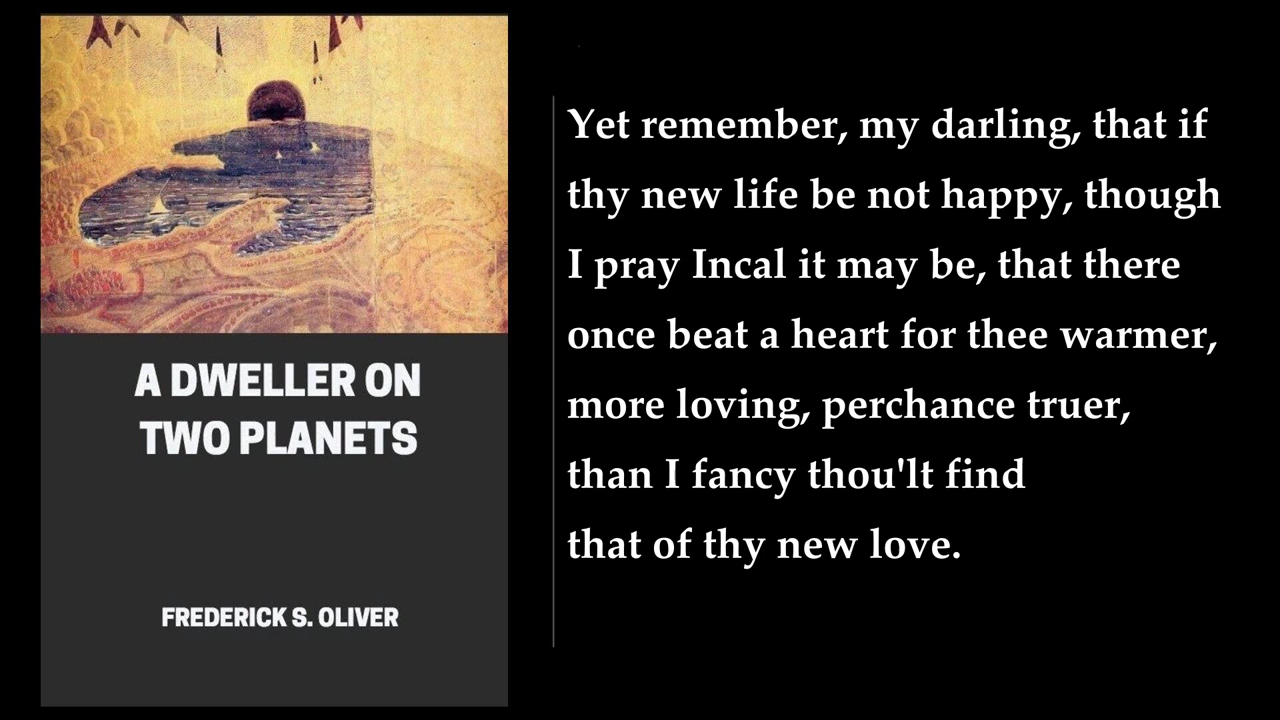 A DWELLER ON
TWO PLANETS
FREDERICK S. OLIVER
Yet remember, my darling, that if
thy new life be not happy, though
I pray Incal it may be, that there
once beat a heart for thee warmer,
more loving, perchance truer,
than I fancy thou'lt find
that of thy new love.